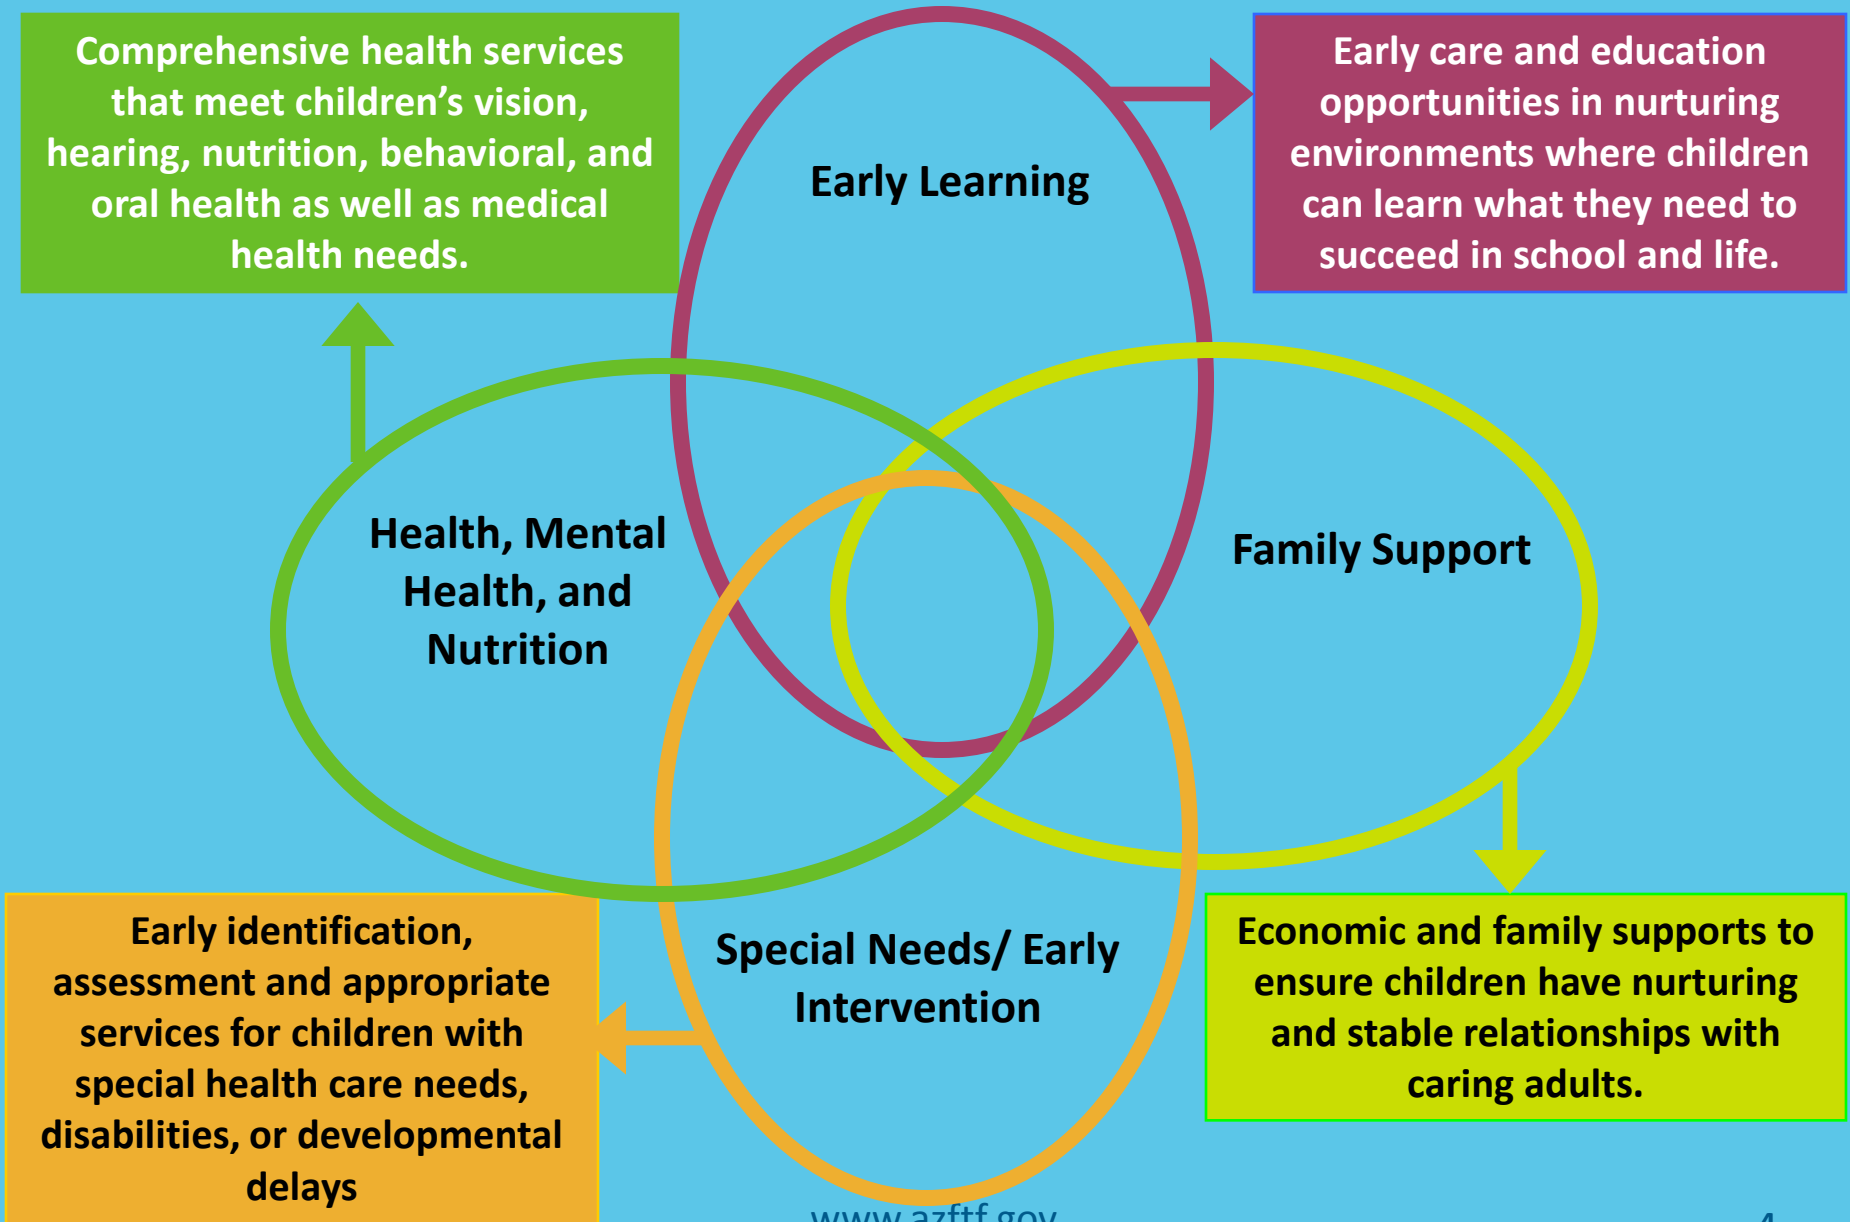 Comprehensive health services
that meet children’s vision,
hearing, nutrition, behavioral, and
oral health as well as medical
health needs.
Early Learning
Early care and education
opportunities in nurturing
environments where children
can learn what they need to
succeed in school and life.
Health, Mental
Health, and
Nutrition
Family Support
Early identification,
assessment and appropriate
services for children with
special health care needs,
disabilities, or developmental
delays
Special Needs/ Early
Intervention
Economic and family supports to
ensure children have nurturing
and stable relationships with
caring adults.
www.azftf.gov
4